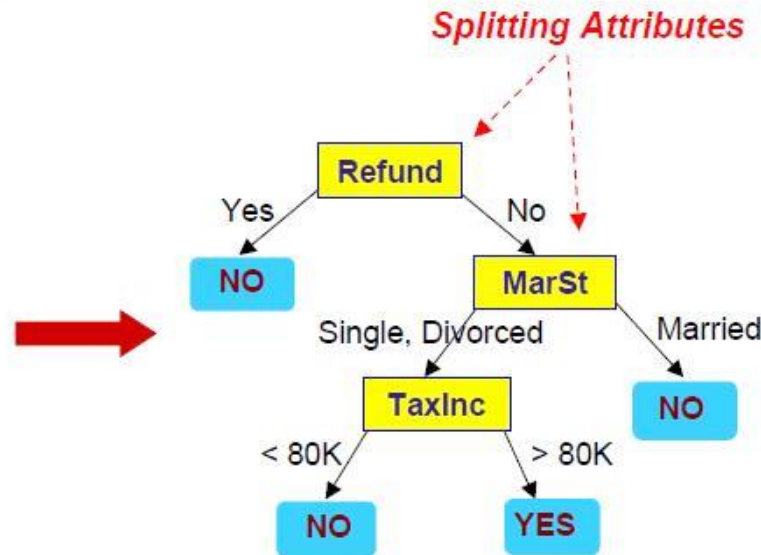 Splitting Attributes
Refund
Yes
No
NO
MarSt
Single, Divorced
Married
TaxInc
NO
< 80K
> 80K
NO
YES